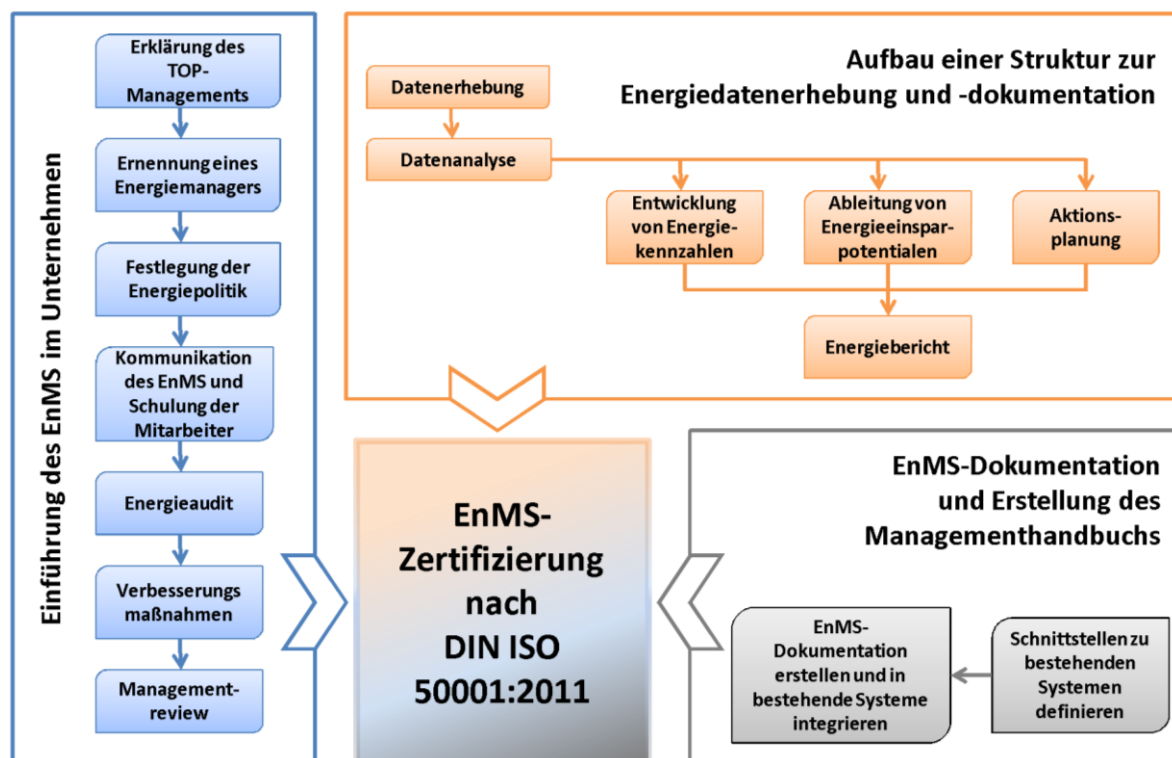 Einführung des EnMS im Unternehmen
Erklärung des
TOP-
Managements
Ernennung eines
Energiemanagers
Festlegung der
Energiepolitik
Kommunikation
des EnMS und
Schulung der
Mitarbeiter
Energieaudit
Verbesserungs
maßnahmen
Management-
review
Aufbau einer Struktur zur
Energiedatenerhebung und -dokumentation
Datenerhebung
Datenanalyse
Entwicklung
von Energie-
kennzahlen
Ableitung von
Energieeinspar-
potentialen
Aktions-
planung
Energiebericht
EnMS-
Zertifizierung
nach
DIN ISO
50001:2011
EnMS-Dokumentation
und Erstellung des
Managementhandbuchs
EnMS-
Dokumentation
erstellen und in
bestehende Systeme
integrieren
Schnittstellen zu
bestehenden
Systemen
definieren